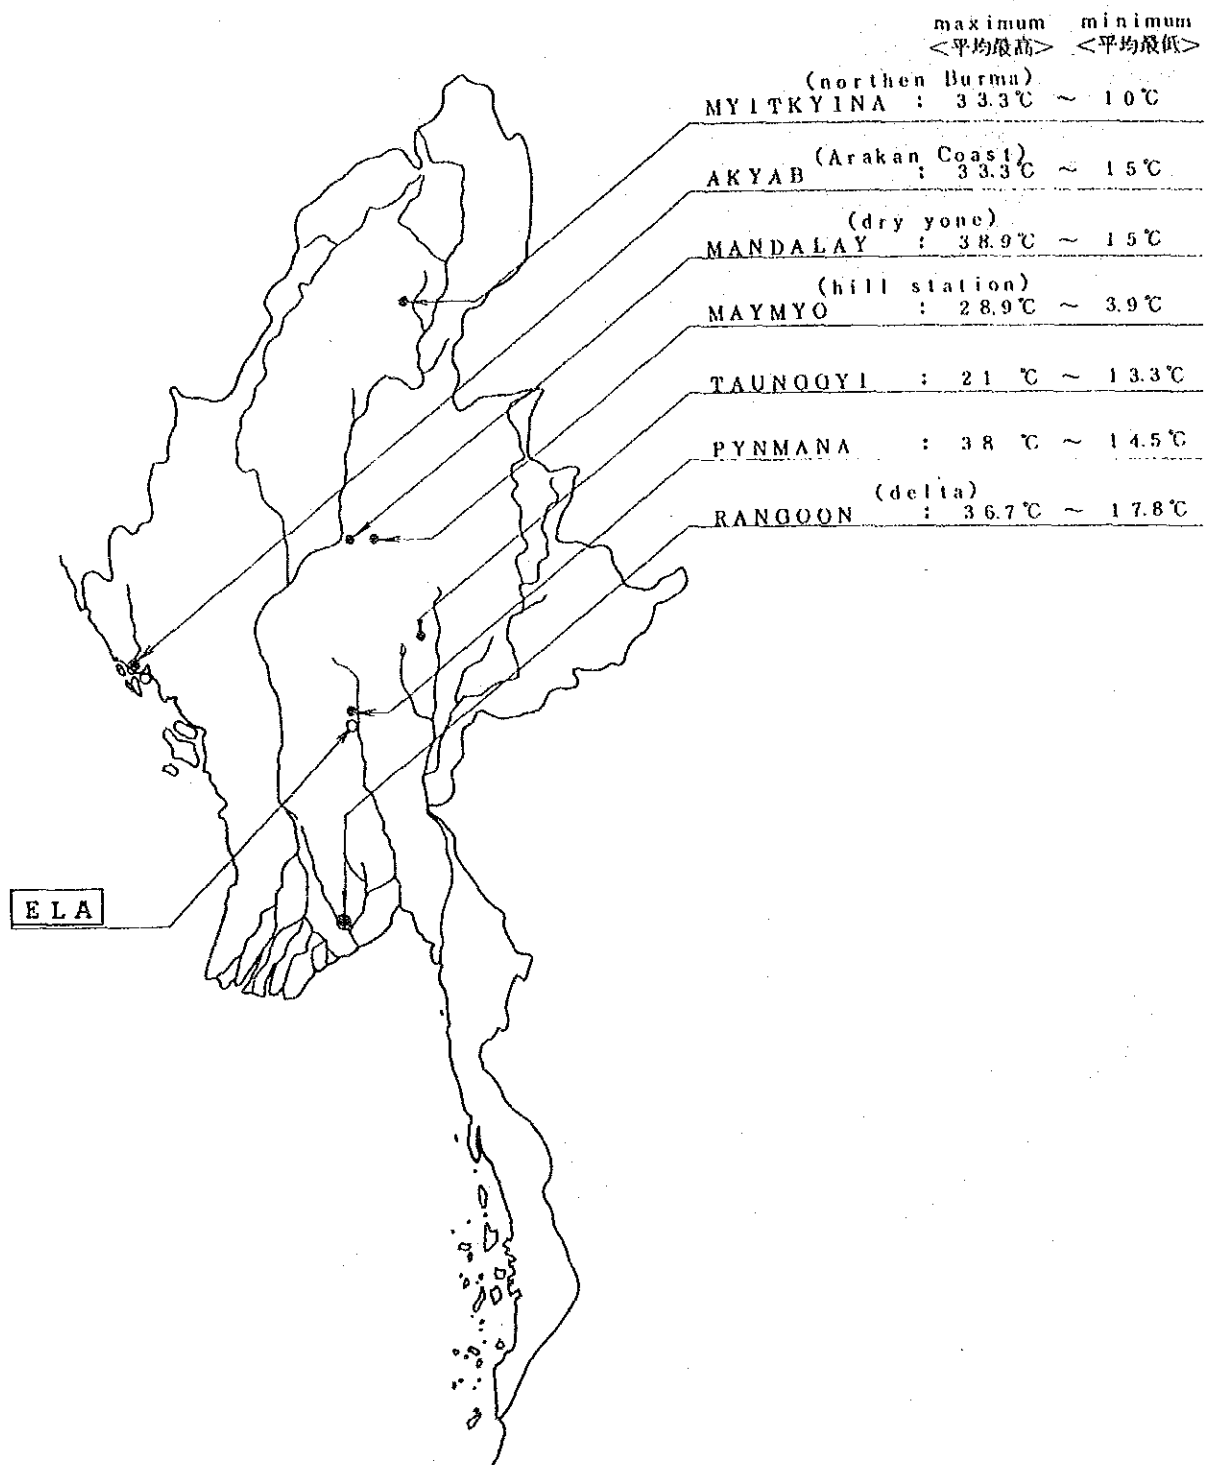 maximum minimum
<平均最高> <平均最低>
(northen Burma)
MYITKYINA : 33.3℃ ~ 10℃
(Arakan Coast)
AKYAB : 33.3℃ ~ 15℃
(dry yone)
MANDALAY : 38.9℃ ~ 15℃
(hill station)
MAYMYO : 28.9℃ ~ 3.9℃
TAUNGGYI : 21 ℃ ~ 13.3℃
PYNMANA : 38 ℃ ~ 14.5℃
(delta)
RANGOON : 36.7℃ ~ 17.8℃
ELA